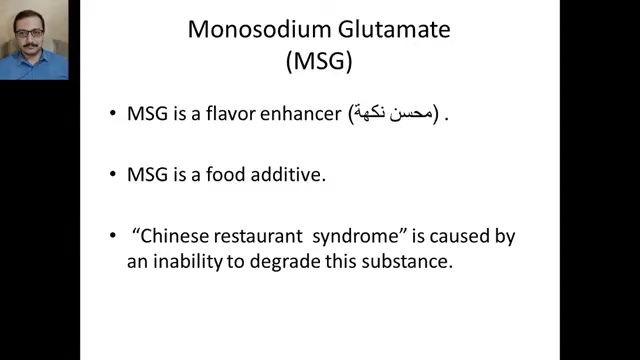 Monosodium Glutamate
(MSG)
• MSG is a flavor enhancer (محسن نكهة) .
• MSG is a food additive.
• “Chinese restaurant syndrome” is caused by
an inability to degrade this substance.